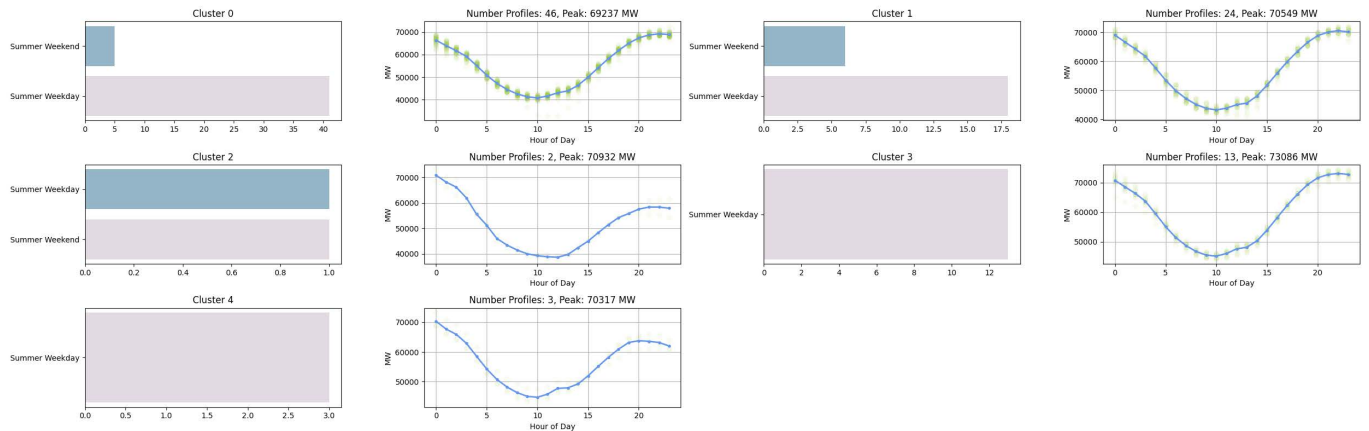 Cluster 0
Summer Weekend
Summer Weekday
0 5 10 15 20 25 30 35 40
Number Profiles: 46, Peak: 69237 MW
MW
70000
60000
50000
40000
0 5 10 15 20
Hour of Day
Cluster 1
Summer Weekend
Summer Weekday
0.0 2.5 5.0 7.5 10.0 12.5 15.0 17.5
Number Profiles: 24, Peak: 70549 MW
MW
70000
60000
50000
40000
0 5 10 15 20
Hour of Day
Cluster 2
Summer Weekday
Summer Weekend
0.0 0.2 0.4 0.6 0.8 1.0
Number Profiles: 2, Peak: 70932 MW
MW
70000
60000
50000
40000
0 5 10 15 20
Hour of Day
Cluster 3
Summer Weekday
0 2 4 6 8 10 12
Number Profiles: 13, Peak: 73086 MW
MW
70000
60000
50000
0 5 10 15 20
Hour of Day
Cluster 4
Summer Weekday
0.0 0.5 1.0 1.5 2.0 2.5 3.0
Number Profiles: 3, Peak: 70317 MW
MW
70000
60000
50000
0 5 10 15 20
Hour of Day